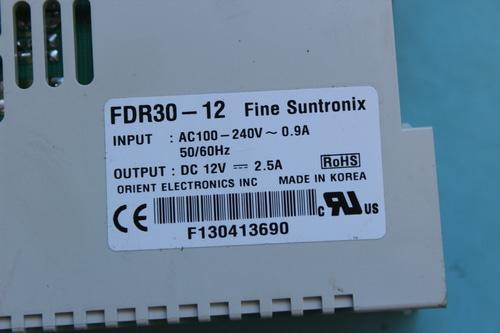 FDR30-12 Fine Suntronix
INPUT : AC100-240V~ 0.9A
50/60Hz
OUTPUT : DC 12V ⎓ 2.5A
RoHS
ORIENT ELECTRONICS INC MADE IN KOREA
CE
c RU US
F130413690